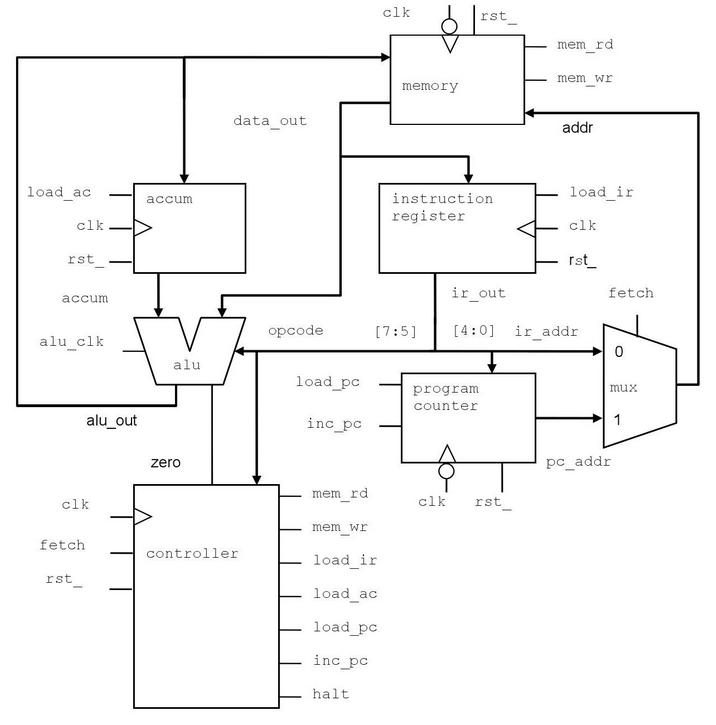 clk
rst_
mem_rd
memory
mem_wr
data_out
addr
load_ac
accum
clk
rst_
instruction
register
load_ir
clk
rst_
accum
ir_out
fetch
alu_clk
alu
opcode
[7:5]
[4:0]
ir_addr
0
mux
1
load_pc
program
counter
inc_pc
alu_out
pc_addr
zero
clk
rst_
clk
fetch
rst_
controller
mem_rd
mem_wr
load_ir
load_ac
load_pc
inc_pc
halt